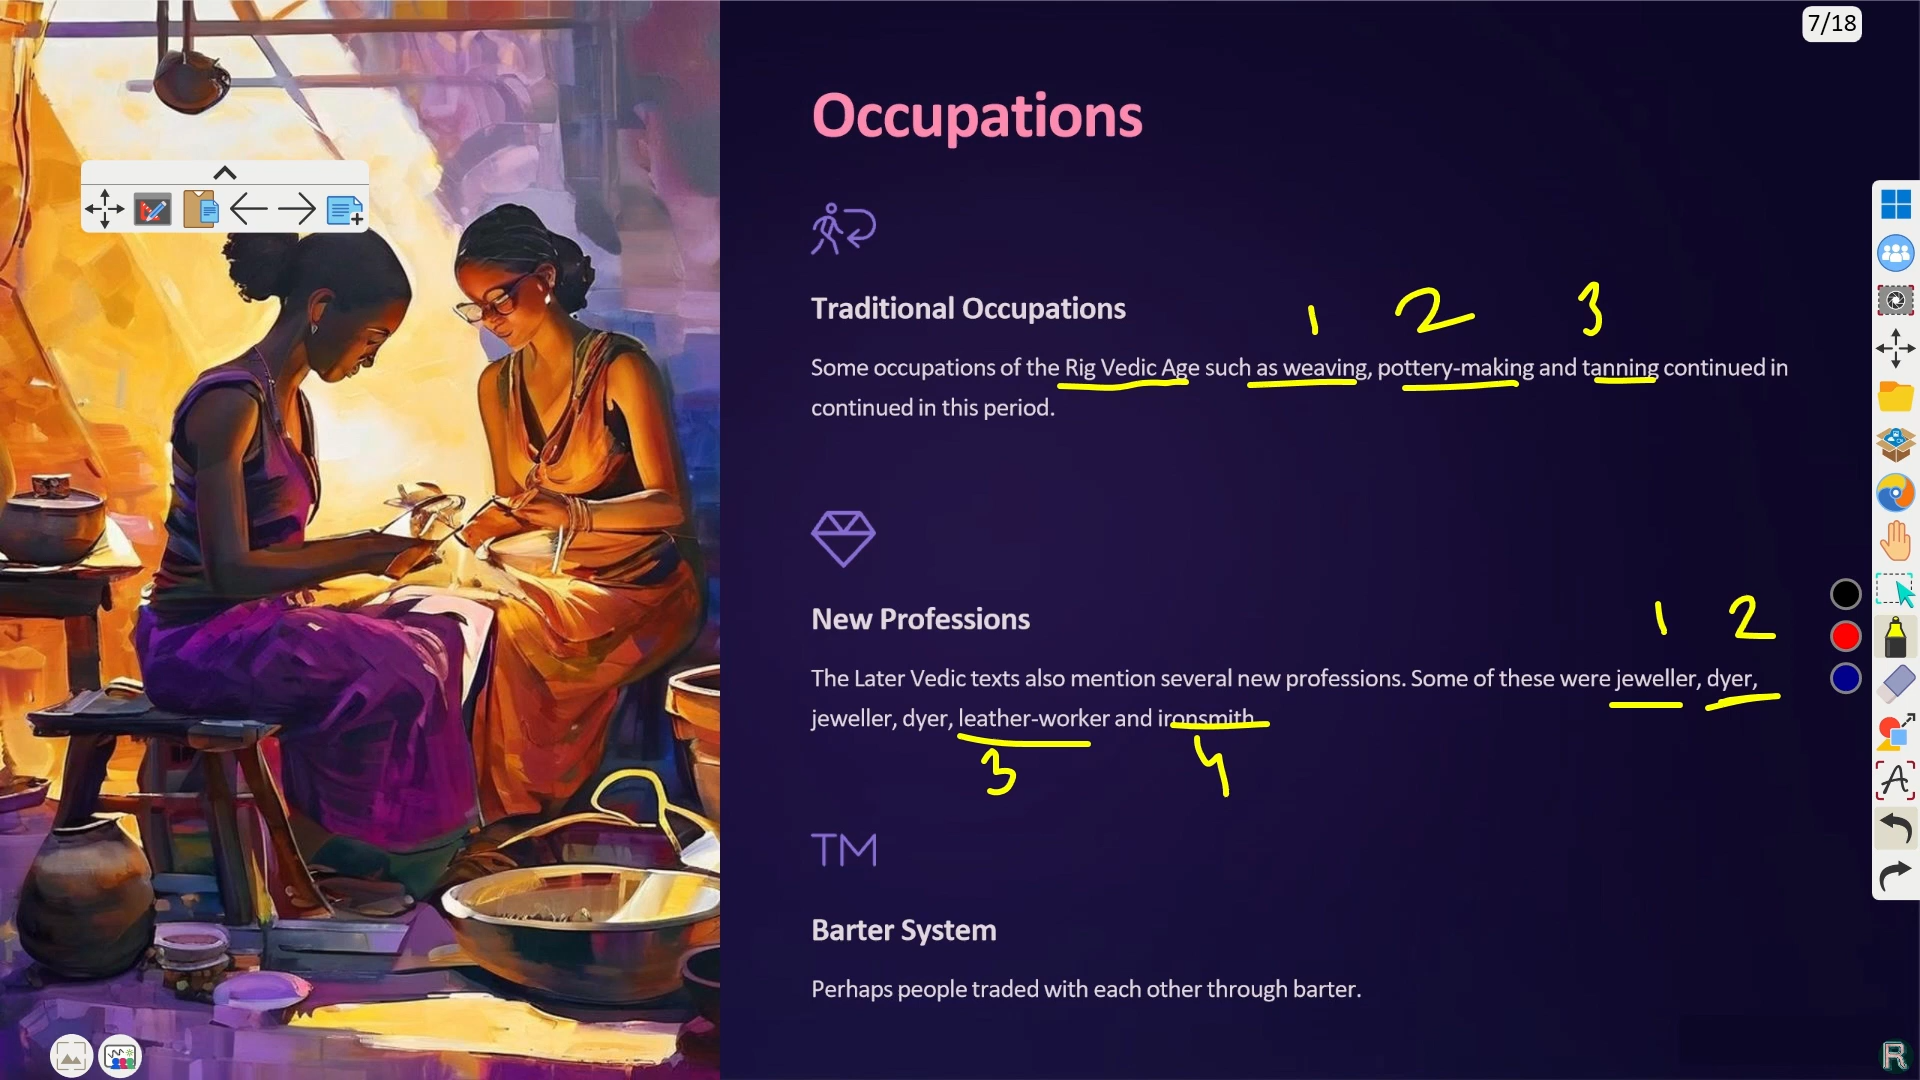 7/18
Occupations
Traditional Occupations
1 2 3
Some occupations of the Rig Vedic Age such as weaving, pottery-making and tanning continued in
continued in this period.
1 2
New Professions
The Later Vedic texts also mention several new professions. Some of these were jeweller, dyer,
jeweller, dyer, leather-worker and ironsmith
3 4
TM
Barter System
Perhaps people traded with each other through barter.
R